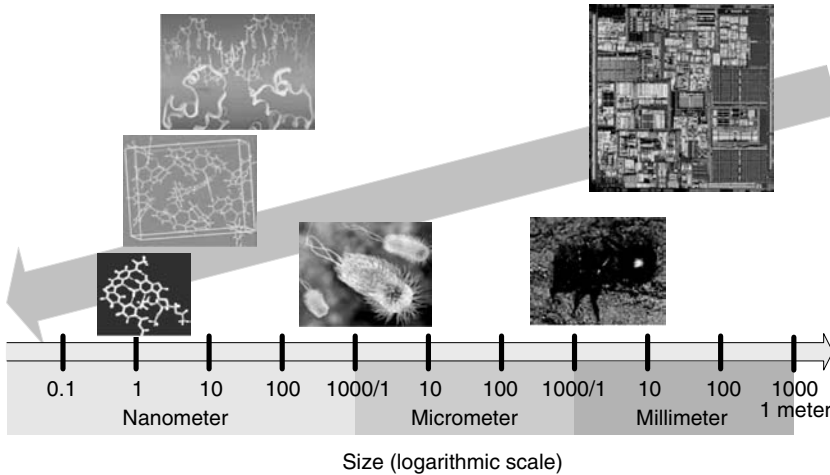 0.1 1 10 100 1000/1 10 100 1000/1 10 100 1000
1 meter
Nanometer Micrometer Millimeter
Size (logarithmic scale)